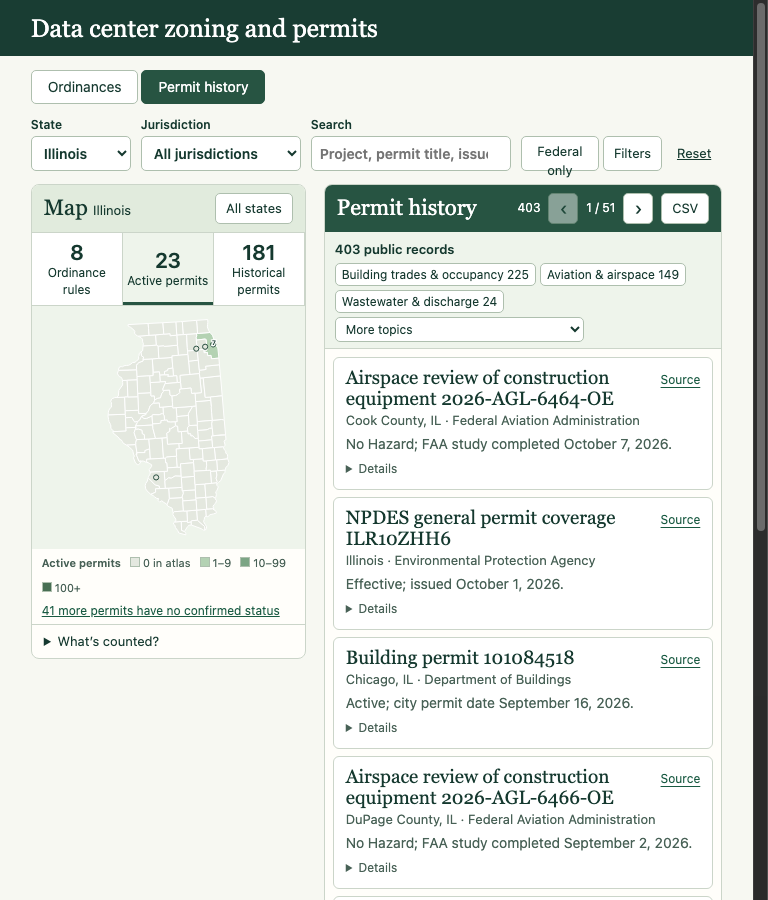 Data center zoning and permits
Ordinances
Permit history
State
Jurisdiction
Search
Illinois
All jurisdictions
Project, permit title, issue
Federal
only
Filters
Reset
Map Illinois
All states
8
Ordinance
rules
23
Active permits
181
Historical
permits
Active permits
0 in atlas
1–9
10–99
100+
41 more permits have no confirmed status
What's counted?
Permit history
403
‹
1 / 51
›
CSV
403 public records
Building trades & occupancy 225
Aviation & airspace 149
Wastewater & discharge 24
More topics
Airspace review of construction
equipment 2026-AGL-6464-OE
Source
Cook County, IL · Federal Aviation Administration
No Hazard; FAA study completed October 7, 2026.
Details
NPDES general permit coverage
ILR10ZHH6
Source
Illinois · Environmental Protection Agency
Effective; issued October 1, 2026.
Details
Building permit 101084518
Source
Chicago, IL · Department of Buildings
Active; city permit date September 16, 2026.
Details
Airspace review of construction
equipment 2026-AGL-6466-OE
Source
DuPage County, IL · Federal Aviation Administration
No Hazard; FAA study completed September 2, 2026.
Details